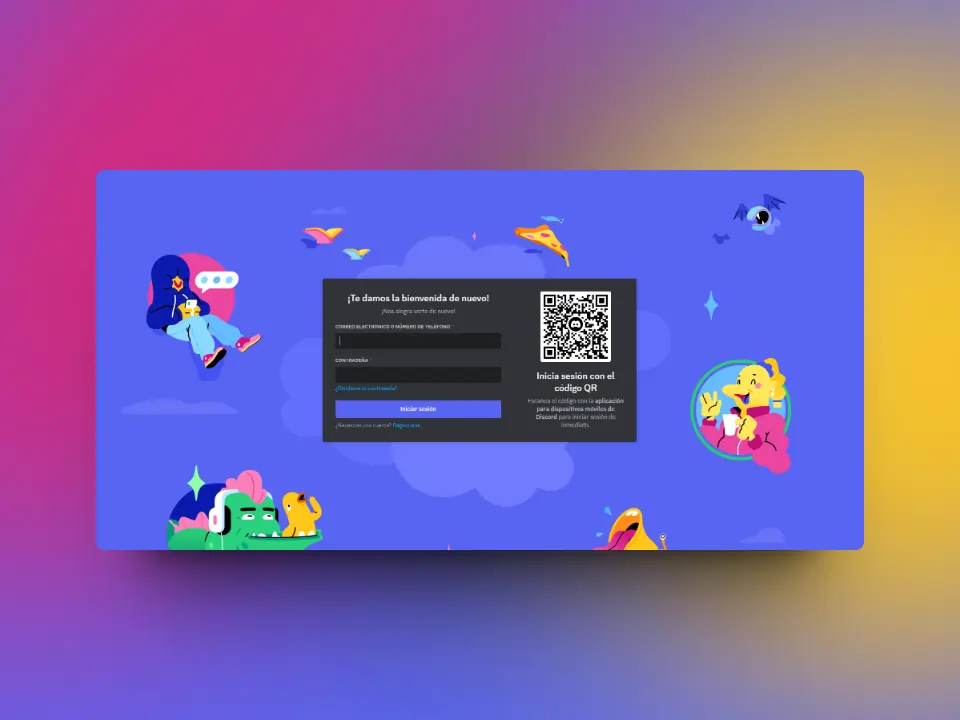 ¡Te damos la bienvenida de nuevo!
¡Nos alegra verte de nuevo!
CORREO ELECTRÓNICO O NÚMERO DE TELÉFONO
CONTRASEÑA *
¿Olvidaste tu contraseña?
Iniciar sesión
¿Necesitas una cuenta? Registrarse
Inicia sesión con el
código QR
Escanea el código con la aplicación
para dispositivos móviles de
Discord para iniciar sesión de
inmediato.